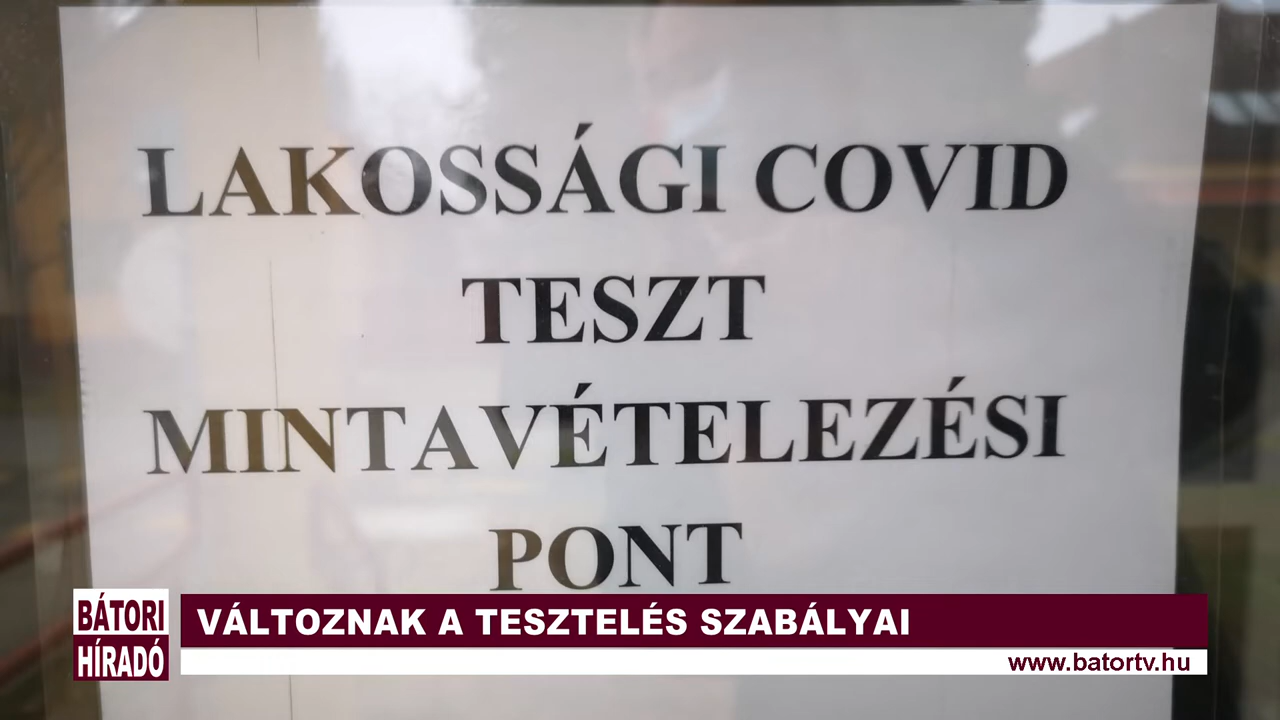 LAKOSSÁGI COVID
TESZT
MINTAVÉTELEZÉSI
PONT
BÁTORI
HÍRADÓ
VÁLTOZNAK A TESZTELÉS SZABÁLYAI
www.batortv.hu